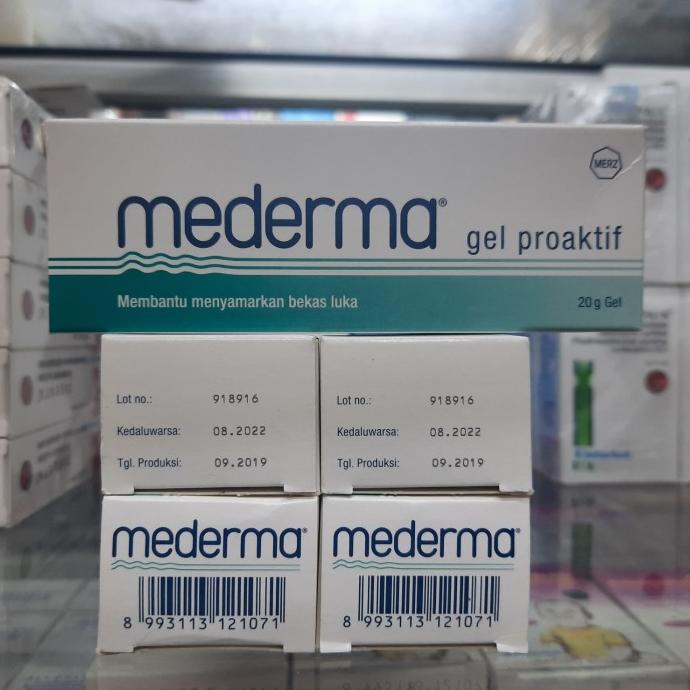 MERZ
mederma® gel proaktif
Membantu menyamarkan bekas luka 20 g Gel
Lot no.: 918916
Kedaluwarsa: 08.2022
Tgl. Produksi: 09.2019
Lot no.: 918916
Kedaluwarsa: 08.2022
Tgl. Produksi: 09.2019
mederma®
8 993113 121071
mederma®
8 993113 121071